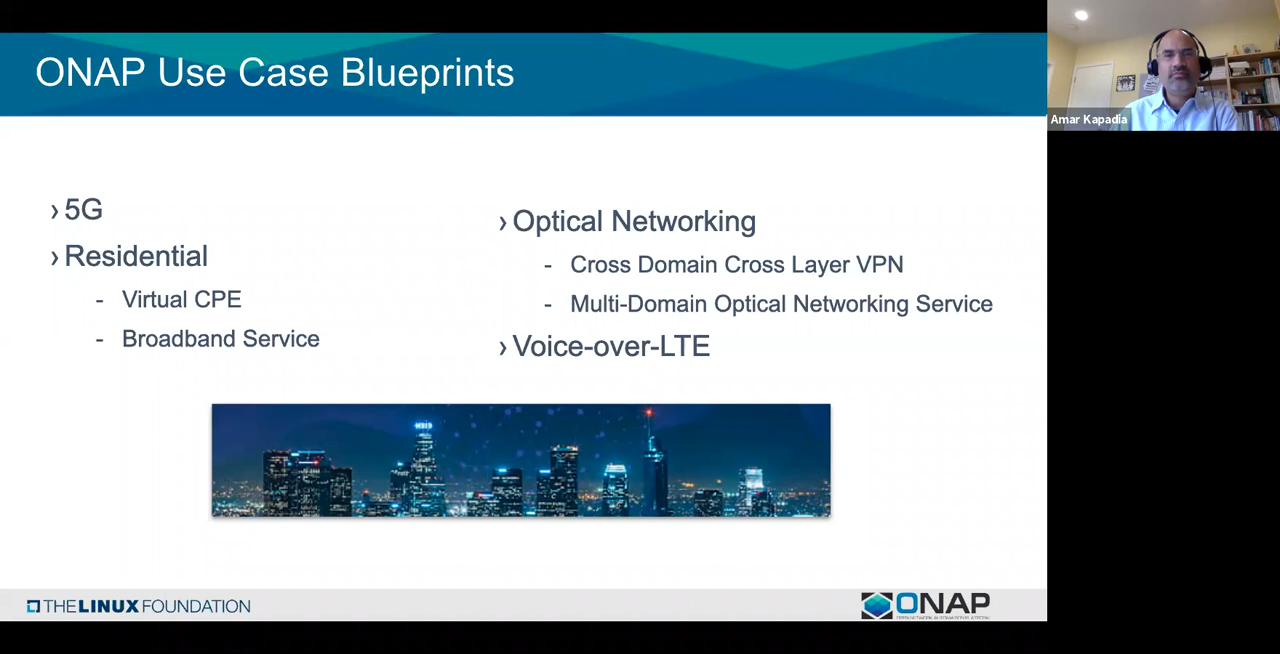 ONAP Use Case Blueprints
Amar Kapadia
› 5G
› Residential
- Virtual CPE
- Broadband Service
› Optical Networking
- Cross Domain Cross Layer VPN
- Multi-Domain Optical Networking Service
› Voice-over-LTE
THE LINUX FOUNDATION
ONAP